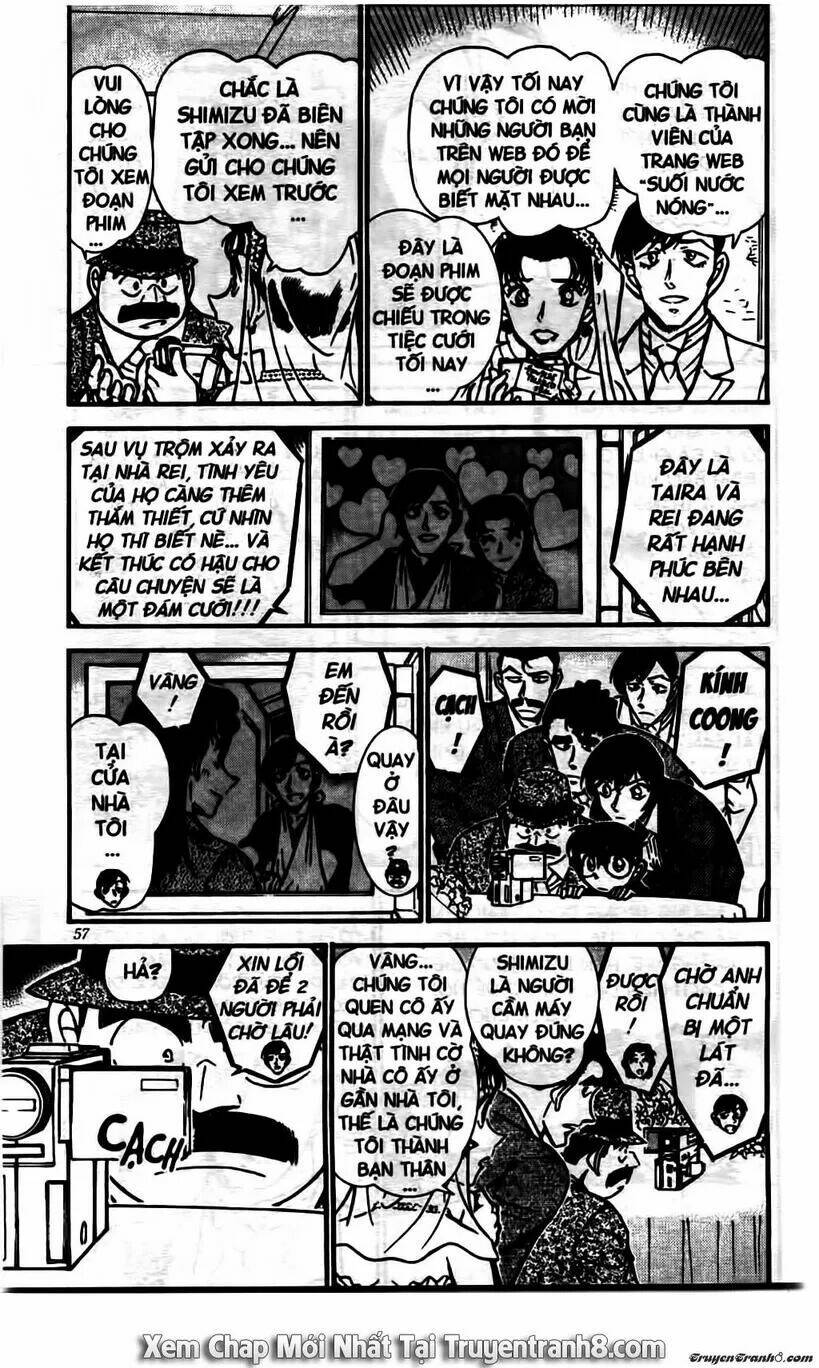 CHÚNG TÔI
CŨNG LÀ THÀNH
VIÊN CỦA
TRANG WEB
"SUỐI NƯỚC
NÓNG"...
VÌ VẬY TỐI NAY
CHÚNG TÔI CÓ MỜI
NHỮNG NGƯỜI BẠN
TRÊN WEB ĐÓ ĐỂ
MỌI NGƯỜI ĐƯỢC
BIẾT MẶT NHAU...
ĐÂY LÀ
ĐOẠN PHIM
SẼ ĐƯỢC
CHIẾU TRONG
TIỆC CƯỚI
TỐI NAY
...
CHẮC LÀ
SHIMIZU ĐÃ BIÊN
TẬP XONG... NÊN
GỬI CHO CHÚNG
TÔI XEM TRƯỚC
...
VUI
LÒNG
CHO
CHÚNG
TÔI XEM
ĐOẠN
PHIM
...
ĐÂY LÀ
TAIRA VÀ
REI ĐANG
RẤT HẠNH
PHÚC BÊN
NHAU...
SAU VỤ TRỘM XẢY RA
TẠI NHÀ REI, TÌNH YÊU
CỦA HỌ CÀNG THÊM
THẮM THIẾT, CỨ NHÌN
HỌ THÌ BIẾT NÈ... VÀ
KẾT THÚC CÓ HẬU CHO
CÂU CHUYỆN SẼ LÀ
MỘT ĐÁM CƯỚI!!!
KÍNH
COONG
!
CẠCH
!
EM
ĐẾN RỒI
À?
VÂNG
!
QUAY
Ở
ĐÂU
VẬY
?
TẠI
CỬA
NHÀ
TÔI
...
57
CHỜ ANH
CHUẨN
BỊ MỘT
LÁT
ĐÃ...
ĐƯỢC
RỒI
!
SHIMIZU
LÀ NGƯỜI
CẦM MÁY
QUAY ĐÚNG
KHÔNG?
VÂNG...
CHÚNG TÔI
QUEN CÔ ẤY
QUA MẠNG VÀ
THẬT TÌNH CỜ
NHÀ CÔ ẤY Ở
GẦN NHÀ TÔI,
THẾ LÀ CHÚNG
TÔI THÀNH
BẠN THÂN
...
XIN LỖI
ĐÃ ĐỂ 2
NGƯỜI PHẢI
CHỜ LÂU!
HẢ?
CẠCH
Xem Chap Mới Nhất Tại Truyentranh8.com
TruyenTranh8.com